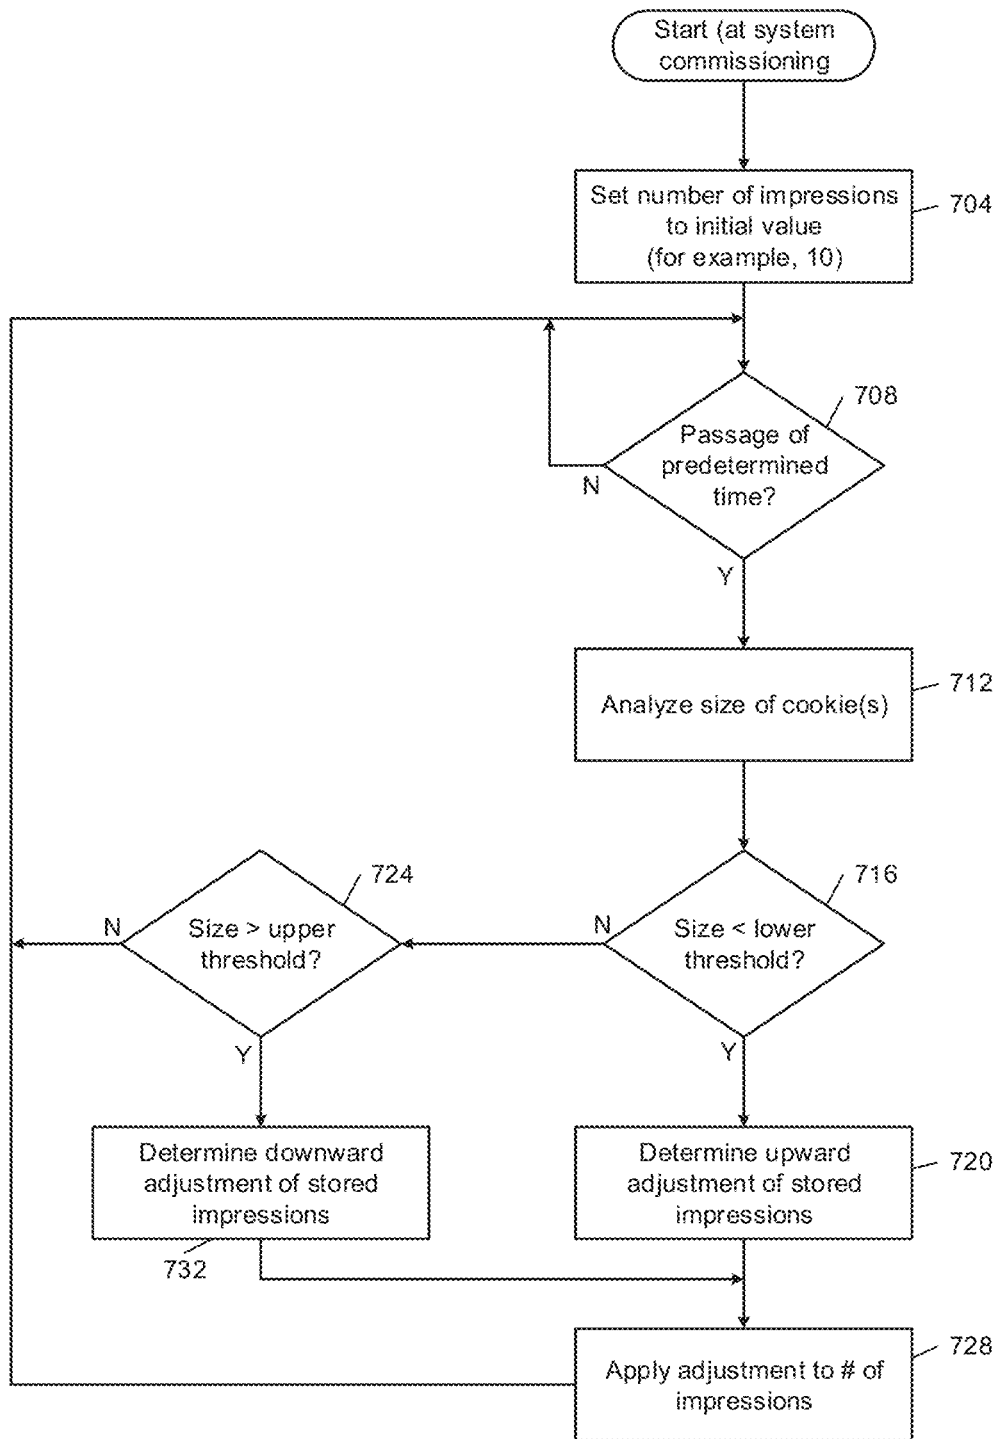 Start (at system
commissioning
Set number of impressions
to initial value
(for example, 10)
704
708
Passage of
predetermined
time?
N
Y
712
Analyze size of cookie(s)
724
716
N
Size > upper
threshold?
N
Size < lower
threshold?
Y
Y
Determine downward
adjustment of stored
impressions
732
Determine upward
adjustment of stored
impressions
720
728
Apply adjustment to # of
impressions